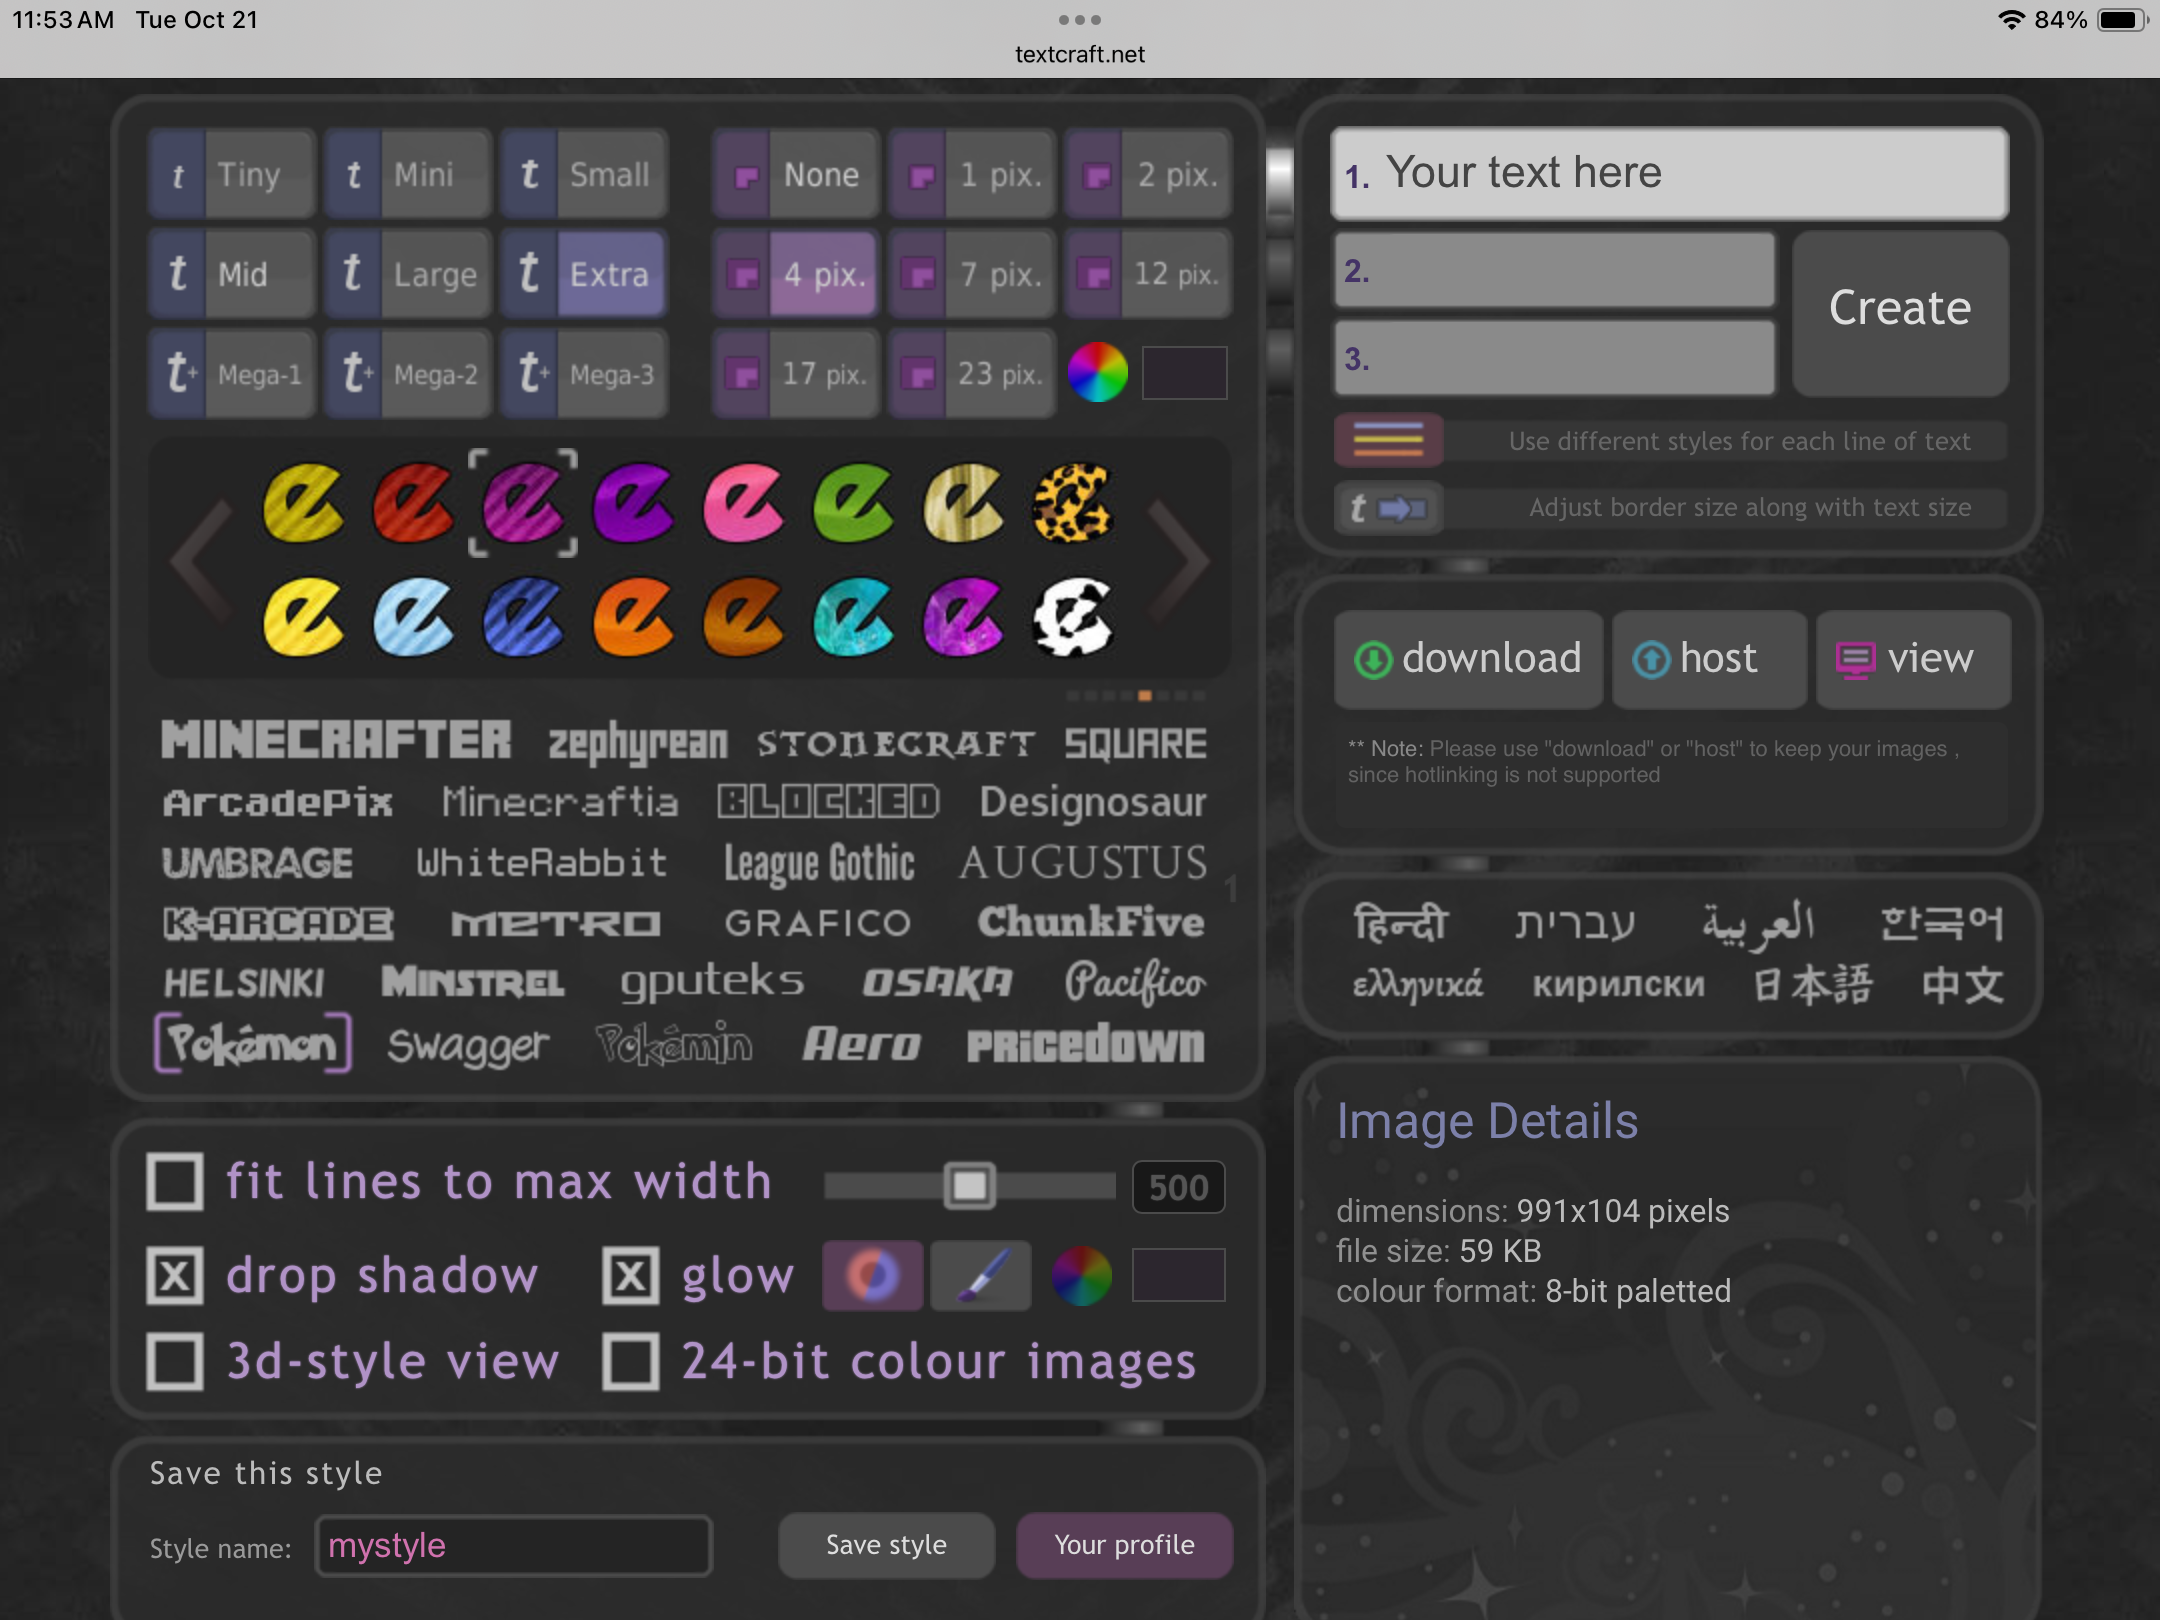 11:53 AM Tue Oct 21
84%
textcraft.net
t Tiny t Mini t Small
None 1 pix. 2 pix.
t Mid t Large t Extra
4 pix. 7 pix. 12 pix.
t+ Mega-1 t+ Mega-2 t+ Mega-3
17 pix. 23 pix.
e e e e e e e e
e e e e e e e e
MINECRAFTER zephyrean STONECRAFT SQUARE
ArcadePix Minecraftia BLOCKED Designosaur
UMBRAGE WhiteRabbit League Gothic AUGUSTUS
1
K-ARCADE METRO GRAFICO ChunkFive
HELSINKI MINSTREL gputeks OSAKA Pacifico
Pokémon Swagger Pokémin Aero PRICEDOWN
fit lines to max width 500
X drop shadow X glow
3d-style view 24-bit colour images
Save this style
Style name: mystyle Save style Your profile
1. Your text here
2.
3.
Create
Use different styles for each line of text
t Adjust border size along with text size
download host view
** Note: Please use "download" or "host" to keep your images ,
since hotlinking is not supported
हिन्दी עברית العربية 한국어
ελληνικά кирилски 日本語 中文
Image Details
dimensions: 991x104 pixels
file size: 59 KB
colour format: 8-bit paletted